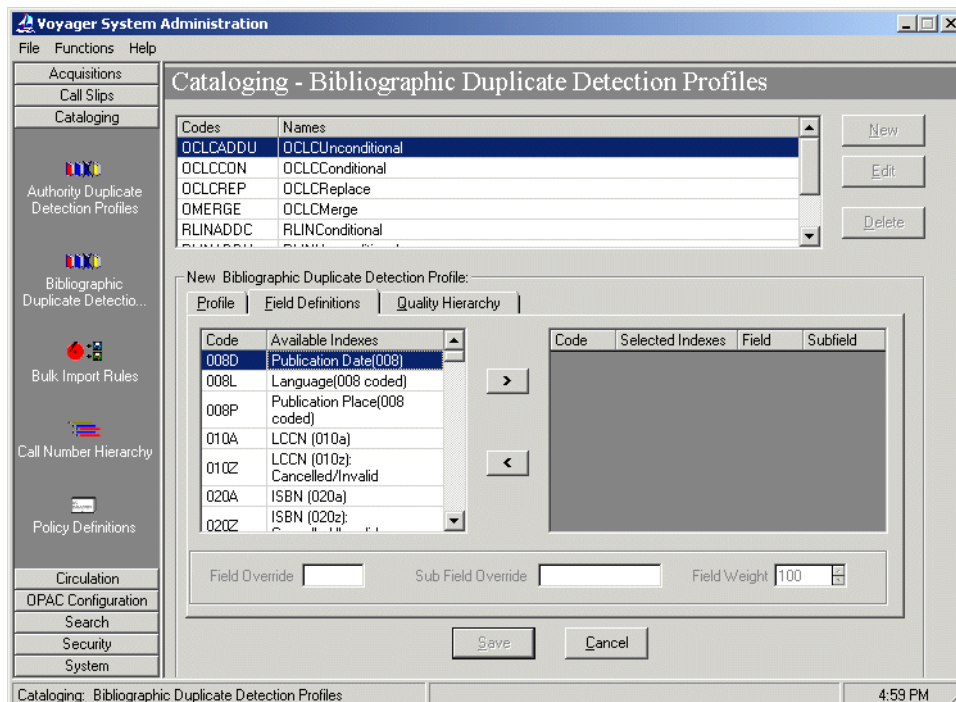 Voyager System Administration
File Functions Help
Acquisitions
Call Slips
Cataloging
Authority Duplicate
Detection Profiles
Bibliographic
Duplicate Detectio...
Bulk Import Rules
Call Number Hierarchy
Policy Definitions
Circulation
OPAC Configuration
Search
Security
System
Cataloging - Bibliographic Duplicate Detection Profiles
Codes Names
OCLCADDU OCLCUnconditional
OCLCCON OCLCConditional
OCLCREP OCLCReplace
OMERGE OCLCMerge
RLINADDC RLINConditional
New
Edit
Delete
New Bibliographic Duplicate Detection Profile:
Profile Field Definitions Quality Hierarchy
Code Available Indexes
008D Publication Date(008)
008L Language(008 coded)
008P Publication Place(008
coded)
010A LCCN (010a)
010Z LCCN (010z):
Cancelled/Invalid
020A ISBN (020a)
020Z ISBN (020z):
>
<
Code Selected Indexes Field Subfield
Field Override Sub Field Override Field Weight 100
Save Cancel
Cataloging: Bibliographic Duplicate Detection Profiles 4:59 PM